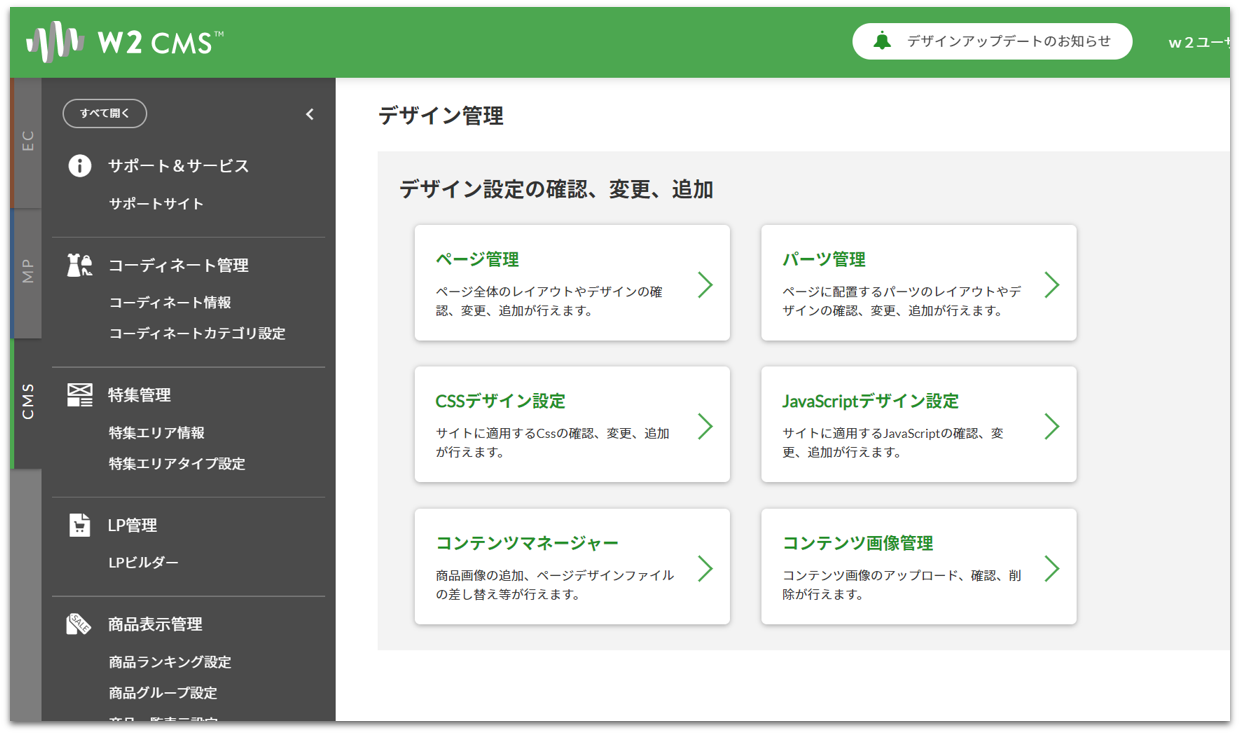 W2 CMS™
デザインアップデートのお知らせ
w２ユー
すべて開く
EC
MP
CMS
サポート＆サービス
サポートサイト
コーディネート管理
コーディネート情報
コーディネートカテゴリ設定
特集管理
特集エリア情報
特集エリアタイプ設定
LP管理
LPビルダー
SALE
商品表示管理
商品ランキング設定
商品グループ設定
デザイン管理
デザイン設定の確認、変更、追加
ページ管理
ページ全体のレイアウトやデザインの確
認、変更、追加が行えます。
パーツ管理
ページに配置するパーツのレイアウトやデ
ザインの確認、変更、追加が行えます。
CSSデザイン設定
サイトに適用するCssの確認、変更、追加
が行えます。
JavaScriptデザイン設定
サイトに適用するJavaScriptの確認、変
更、追加が行えます。
コンテンツマネージャー
商品画像の追加、ページデザインファイル
の差し替え等が行えます。
コンテンツ画像管理
コンテンツ画像のアップロード、確認、削
除が行えます。